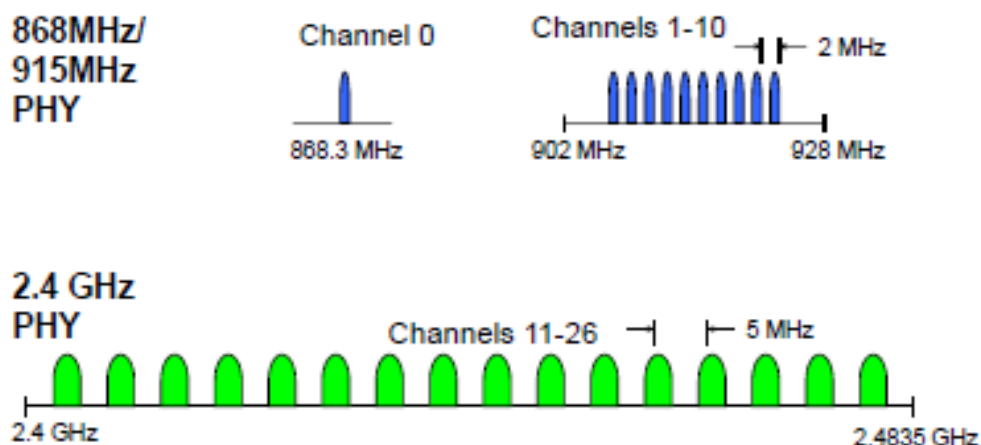 868MHz/
915MHz
PHY
Channel 0
Channels 1-10
2 MHz
868.3 MHz
902 MHz
928 MHz
2.4 GHz
PHY
Channels 11-26
5 MHz
2.4 GHz
2.4835 GHz